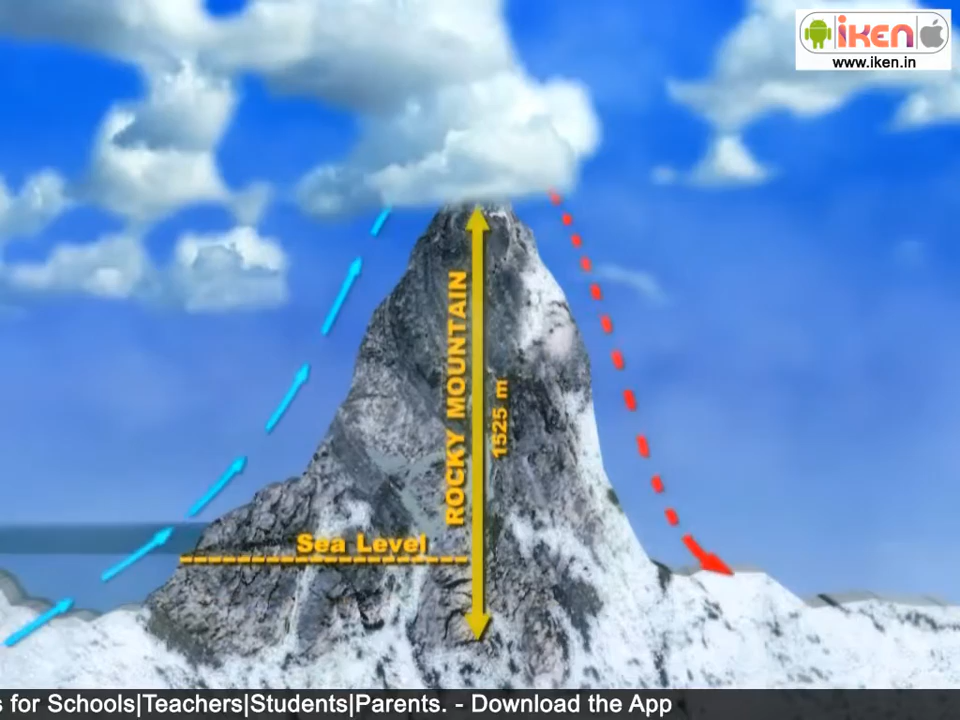 iken
www.iken.in
ROCKY MOUNTAIN
1525 m
Sea Level
s for Schools|Teachers|Students|Parents. - Download the App